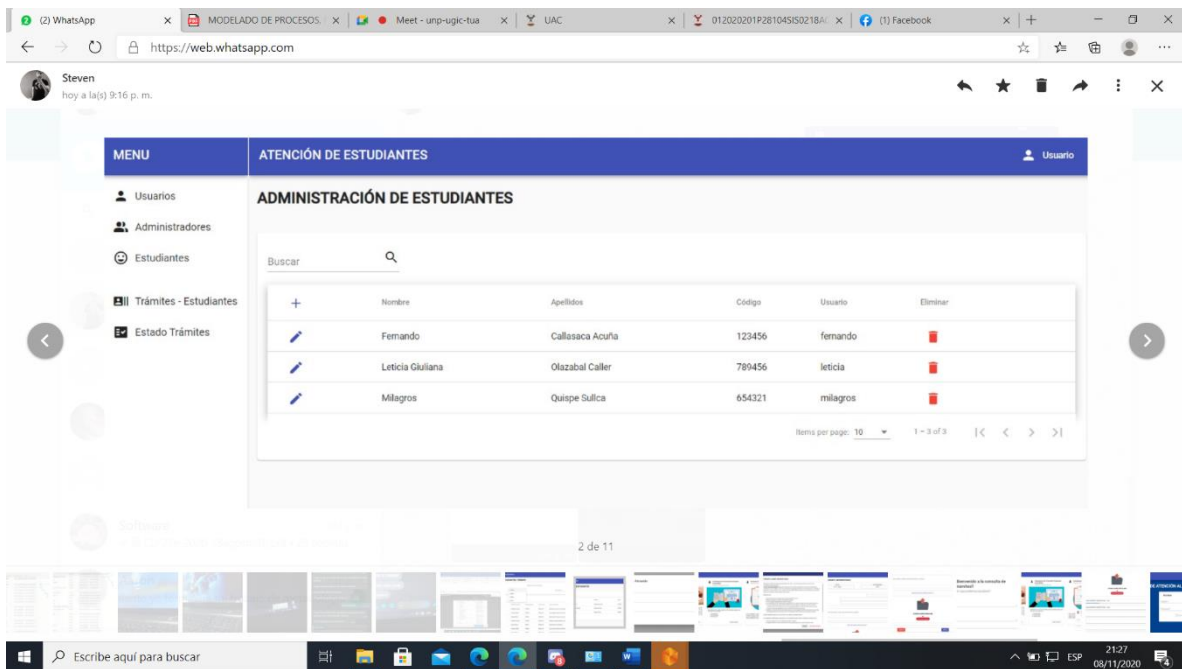 (2) WhatsApp
MODELADO DE PROCESOS.
Meet - unp-ugic-tua
UAC
(1) Facebook
https://web.whatsapp.com
Steven
hoy a la(s) 9:16 p. m.
MENU
ATENCIÓN DE ESTUDIANTES
Usuario
Usuarios
Administradores
Estudiantes
Trámites - Estudiantes
Estado Trámites
ADMINISTRACIÓN DE ESTUDIANTES
Buscar
Nombre Apellidos Código Usuario Eliminar
Fernando Callasaca Acuña 123456 fernando
Leticia Giuliana Olazabal Caller 789456 leticia
Milagros Quispe Sullca 654321 milagros
Items per page: 10 1 – 3 of 3
Software
2 de 11
Escribe aquí para buscar
ESP
21:27
08/11/2020
4